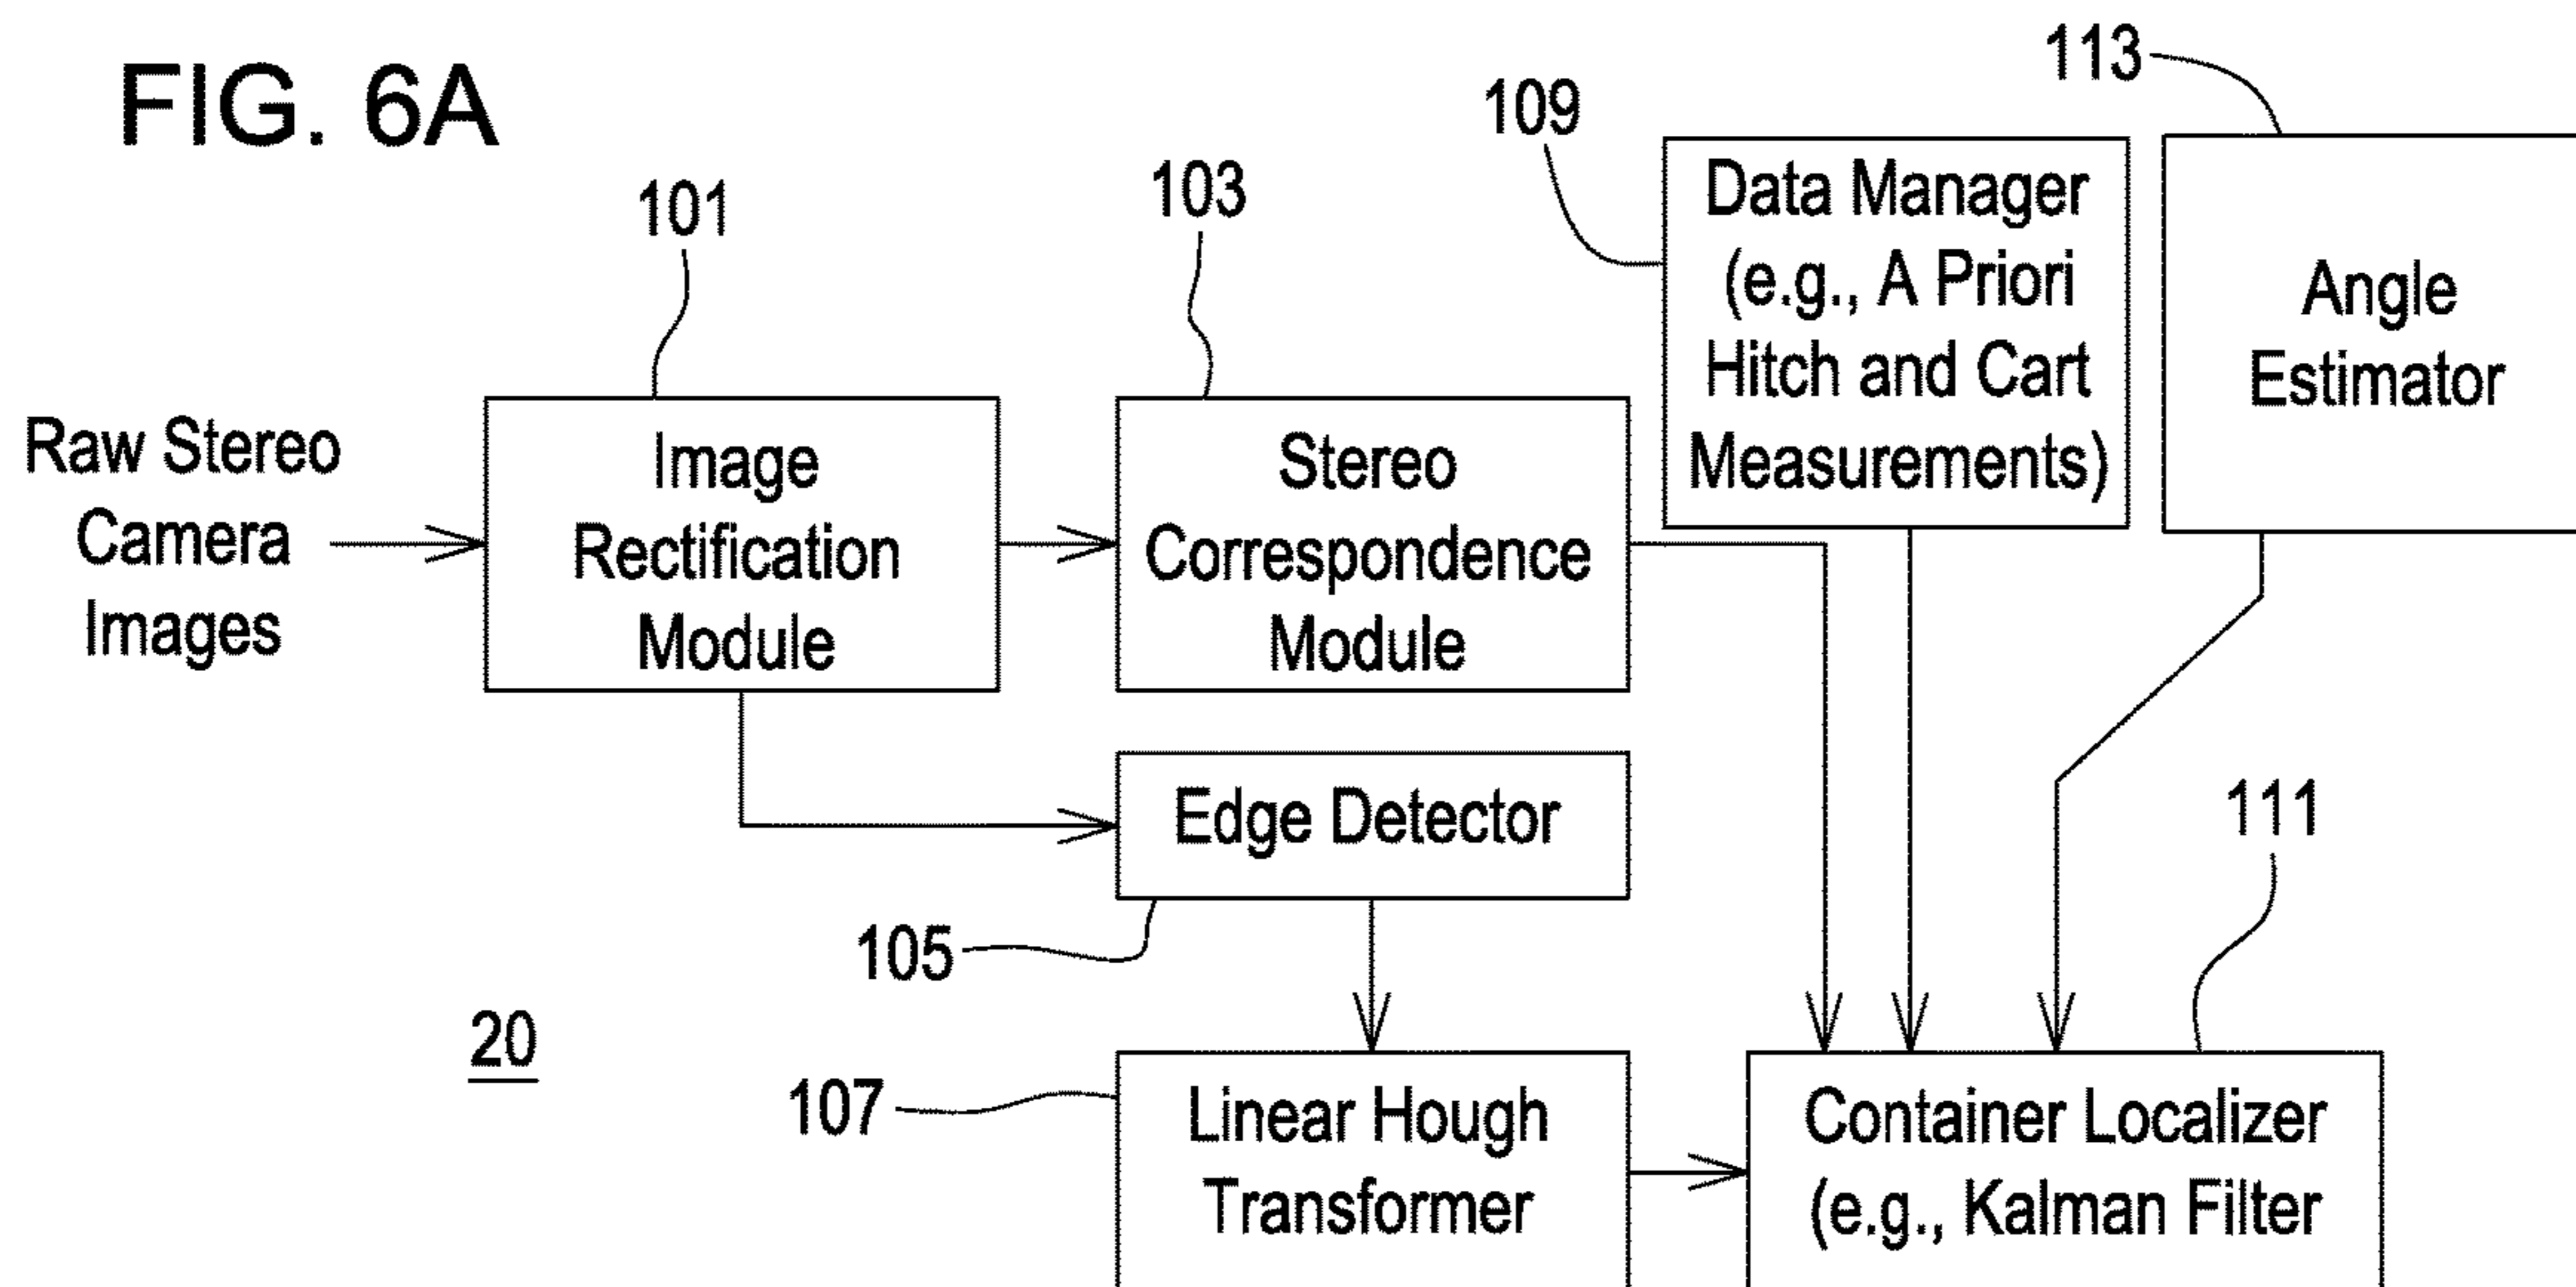 FIG. 6A
101
103
109
113
Raw Stereo
Camera
Images
Image
Rectification
Module
Stereo
Correspondence
Module
Data Manager
(e.g., A Priori
Hitch and Cart
Measurements)
Angle
Estimator
Edge Detector
105
111
20
107
Linear Hough
Transformer
Container Localizer
(e.g., Kalman Filter